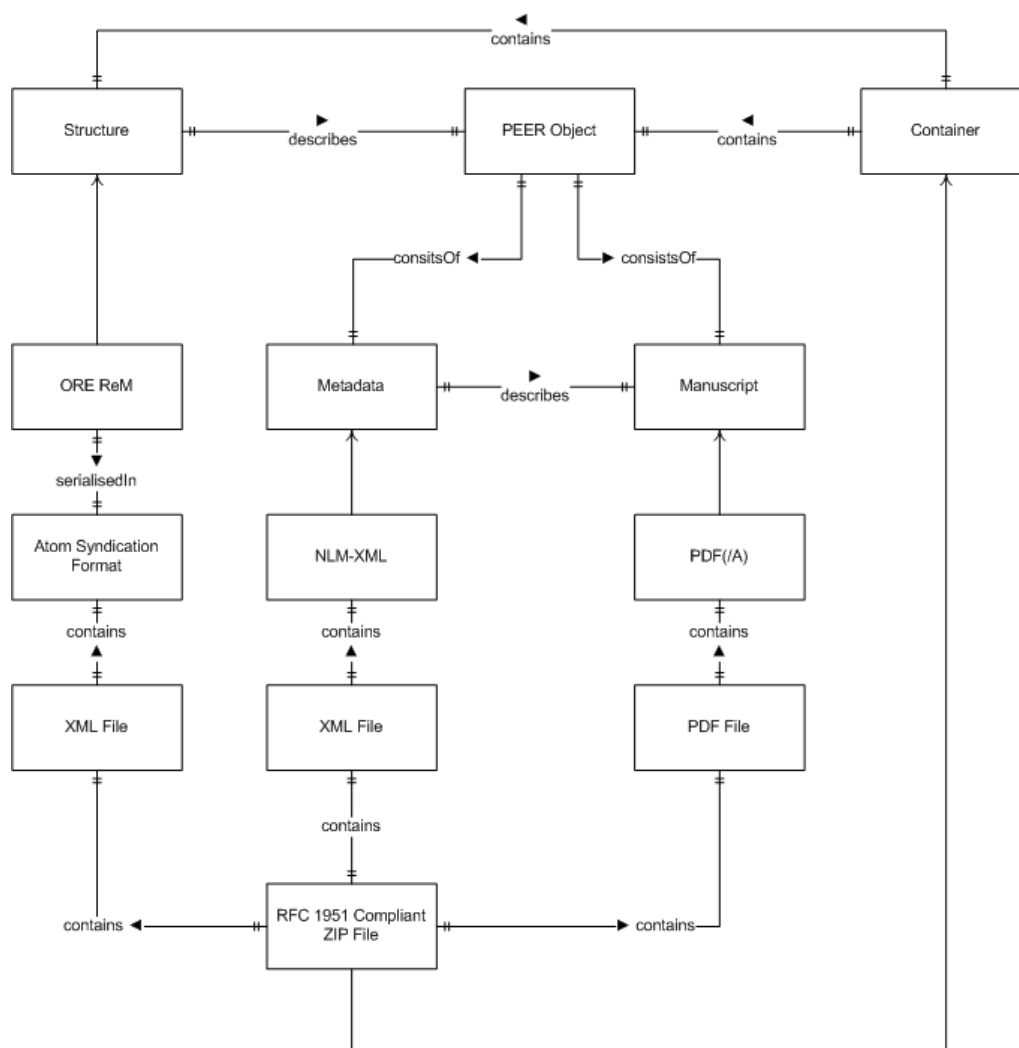 contains
Structure
describes
PEER Object
contains
Container
consitsOf
consistsOf
ORE ReM
Metadata
describes
Manuscript
serialisedIn
Atom Syndication
Format
NLM-XML
PDF(/A)
contains
contains
contains
XML File
XML File
PDF File
contains
contains
RFC 1951 Compliant
ZIP File
contains